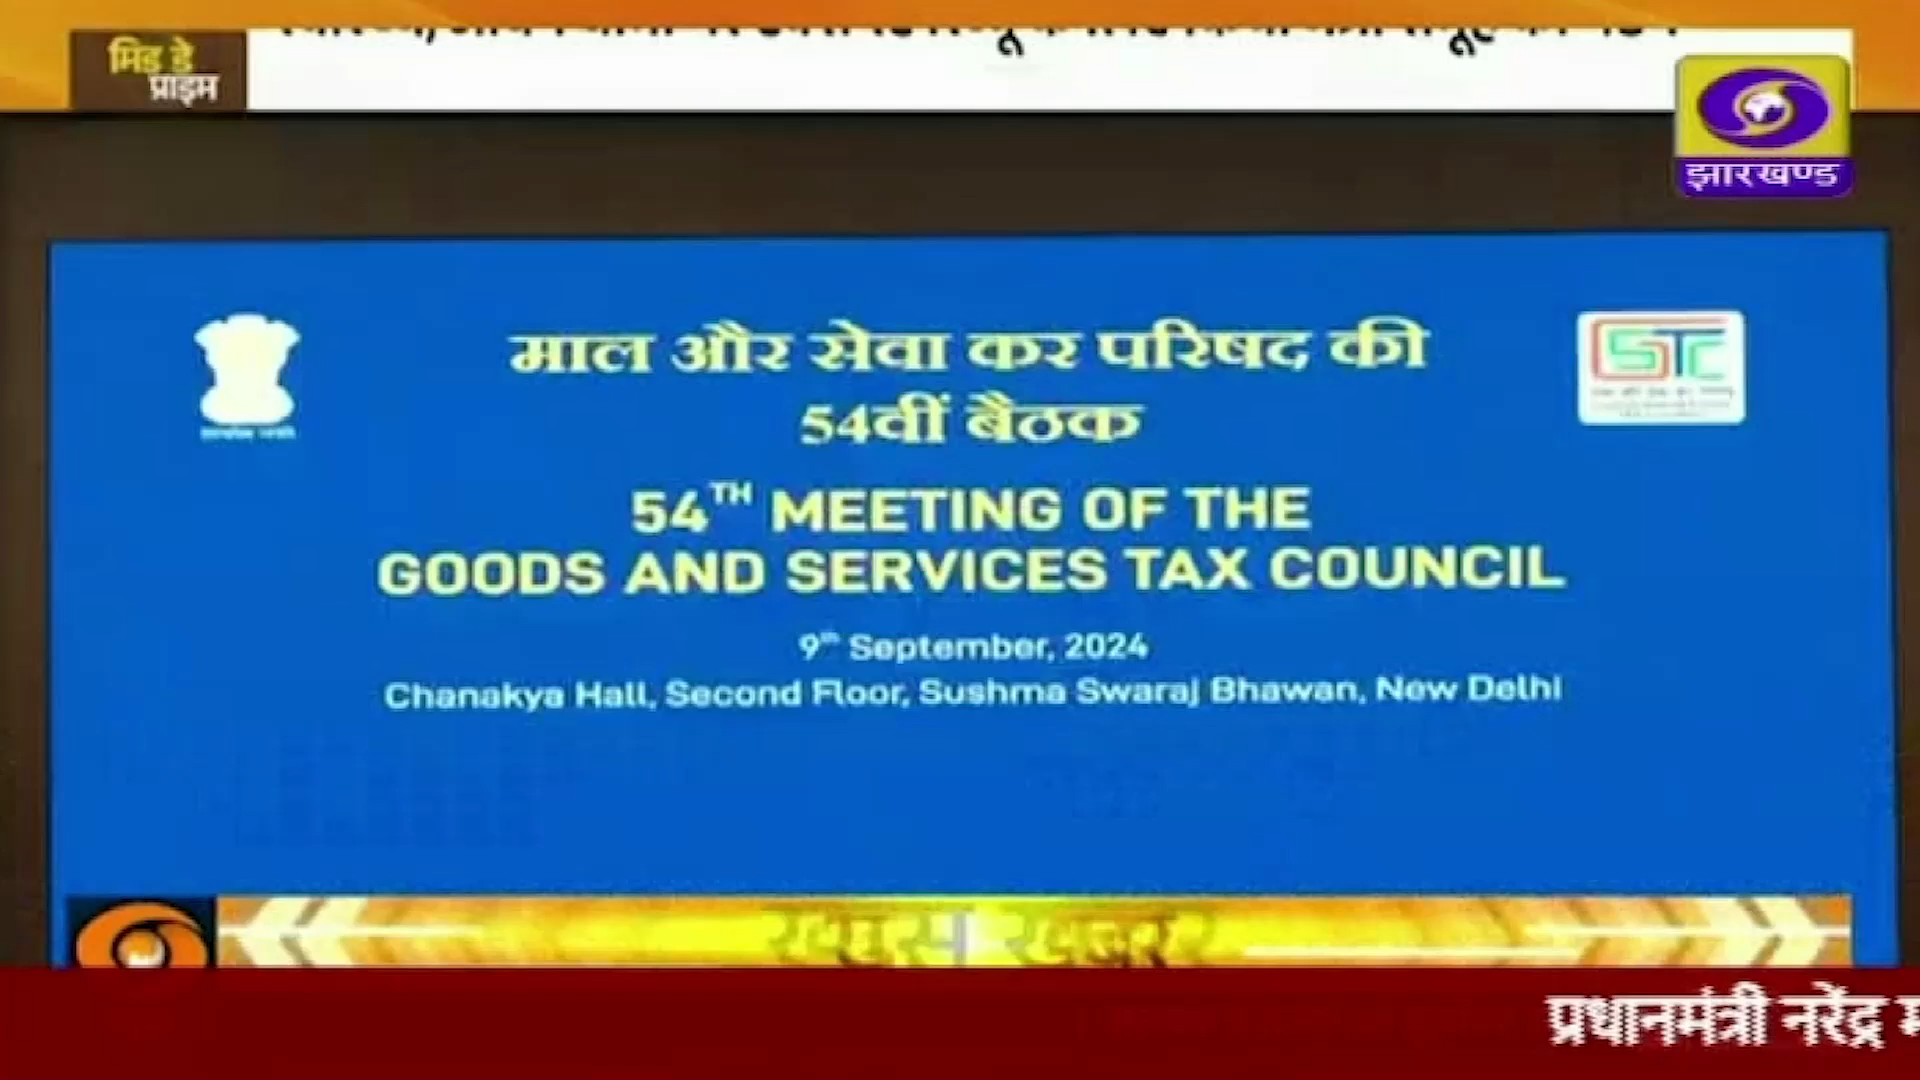 मिड डे
प्राइम
झारखण्ड
माल और सेवा कर परिषद की
54वीं बैठक
54TH MEETING OF THE
GOODS AND SERVICES TAX COUNCIL
9th September, 2024
Chanakya Hall, Second Floor, Sushma Swaraj Bhawan, New Delhi
प्रधानमंत्री नरेंद्र